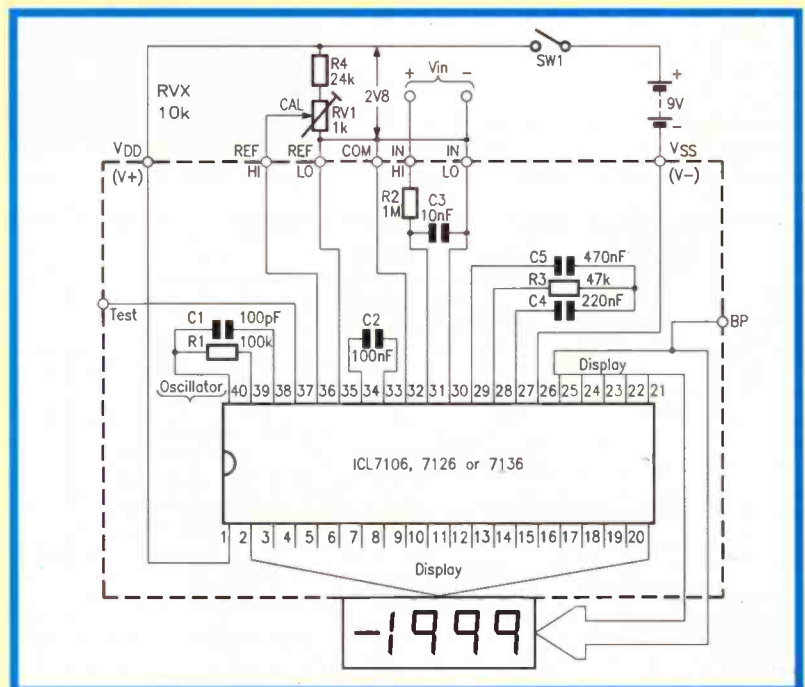 R4
24k
RVX
10k
CAL
RV1
1k
2V8
+ Vin -
SW1
+
9V
-
VDD
(V+)
REF
HI
REF
LO
COM
IN
HI
IN
LO
VSS
(V-)
R2
1M
C3
10nF
C5 470nF
R3 47k
C4 220nF
Test
BP
C1 100pF
R1 100k
C2
100nF
Oscillator
Display
40 39 38 37 36 35 34 33 32 31 30 29 28 27 26 25 24 23 22 21
ICL7106, 7126 or 7136
1 2 3 4 5 6 7 8 9 10 11 12 13 14 15 16 17 18 19 20
Display
-1999